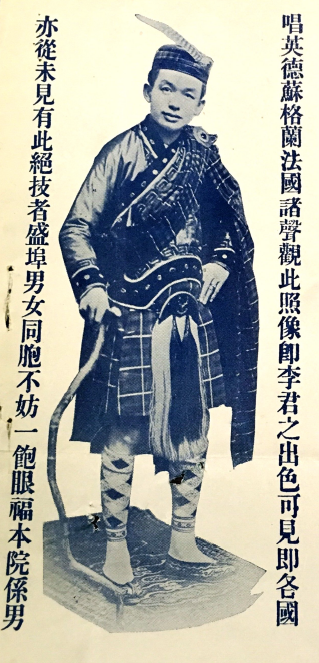 唱英德蘇格蘭法國諸聲觀此照像卽李君之出色可見卽各國
亦從未見有此絕技者盛埠男女同胞不妨一飽眼福本院係男